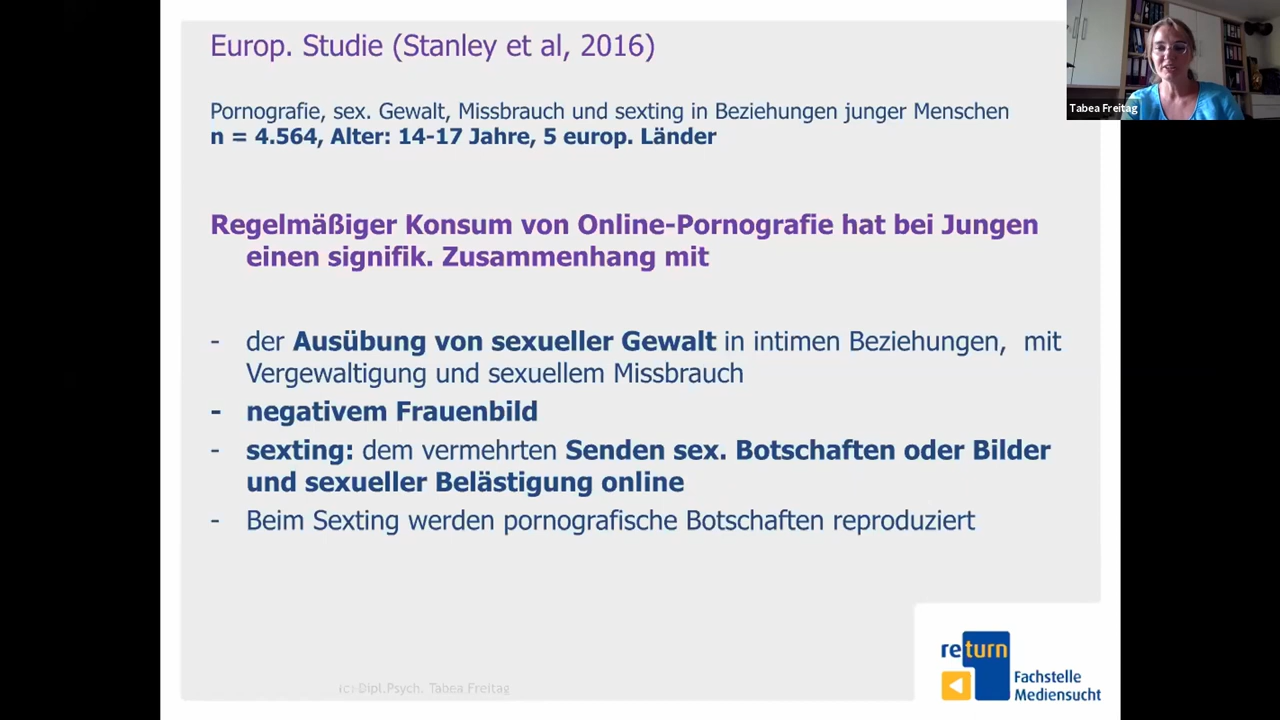 Europ. Studie (Stanley et al, 2016)
Pornografie, sex. Gewalt, Missbrauch und sexting in Beziehungen junger Menschen
n = 4.564, Alter: 14-17 Jahre, 5 europ. Länder
Regelmäßiger Konsum von Online-Pornografie hat bei Jungen
einen signifik. Zusammenhang mit
- der Ausübung von sexueller Gewalt in intimen Beziehungen, mit
Vergewaltigung und sexuellem Missbrauch
- negativem Frauenbild
- sexting: dem vermehrten Senden sex. Botschaften oder Bilder
und sexueller Belästigung online
- Beim Sexting werden pornografische Botschaften reproduziert
(c) Dipl.Psych. Tabea Freitag
return
Fachstelle
Mediensucht
Tabea Freitag